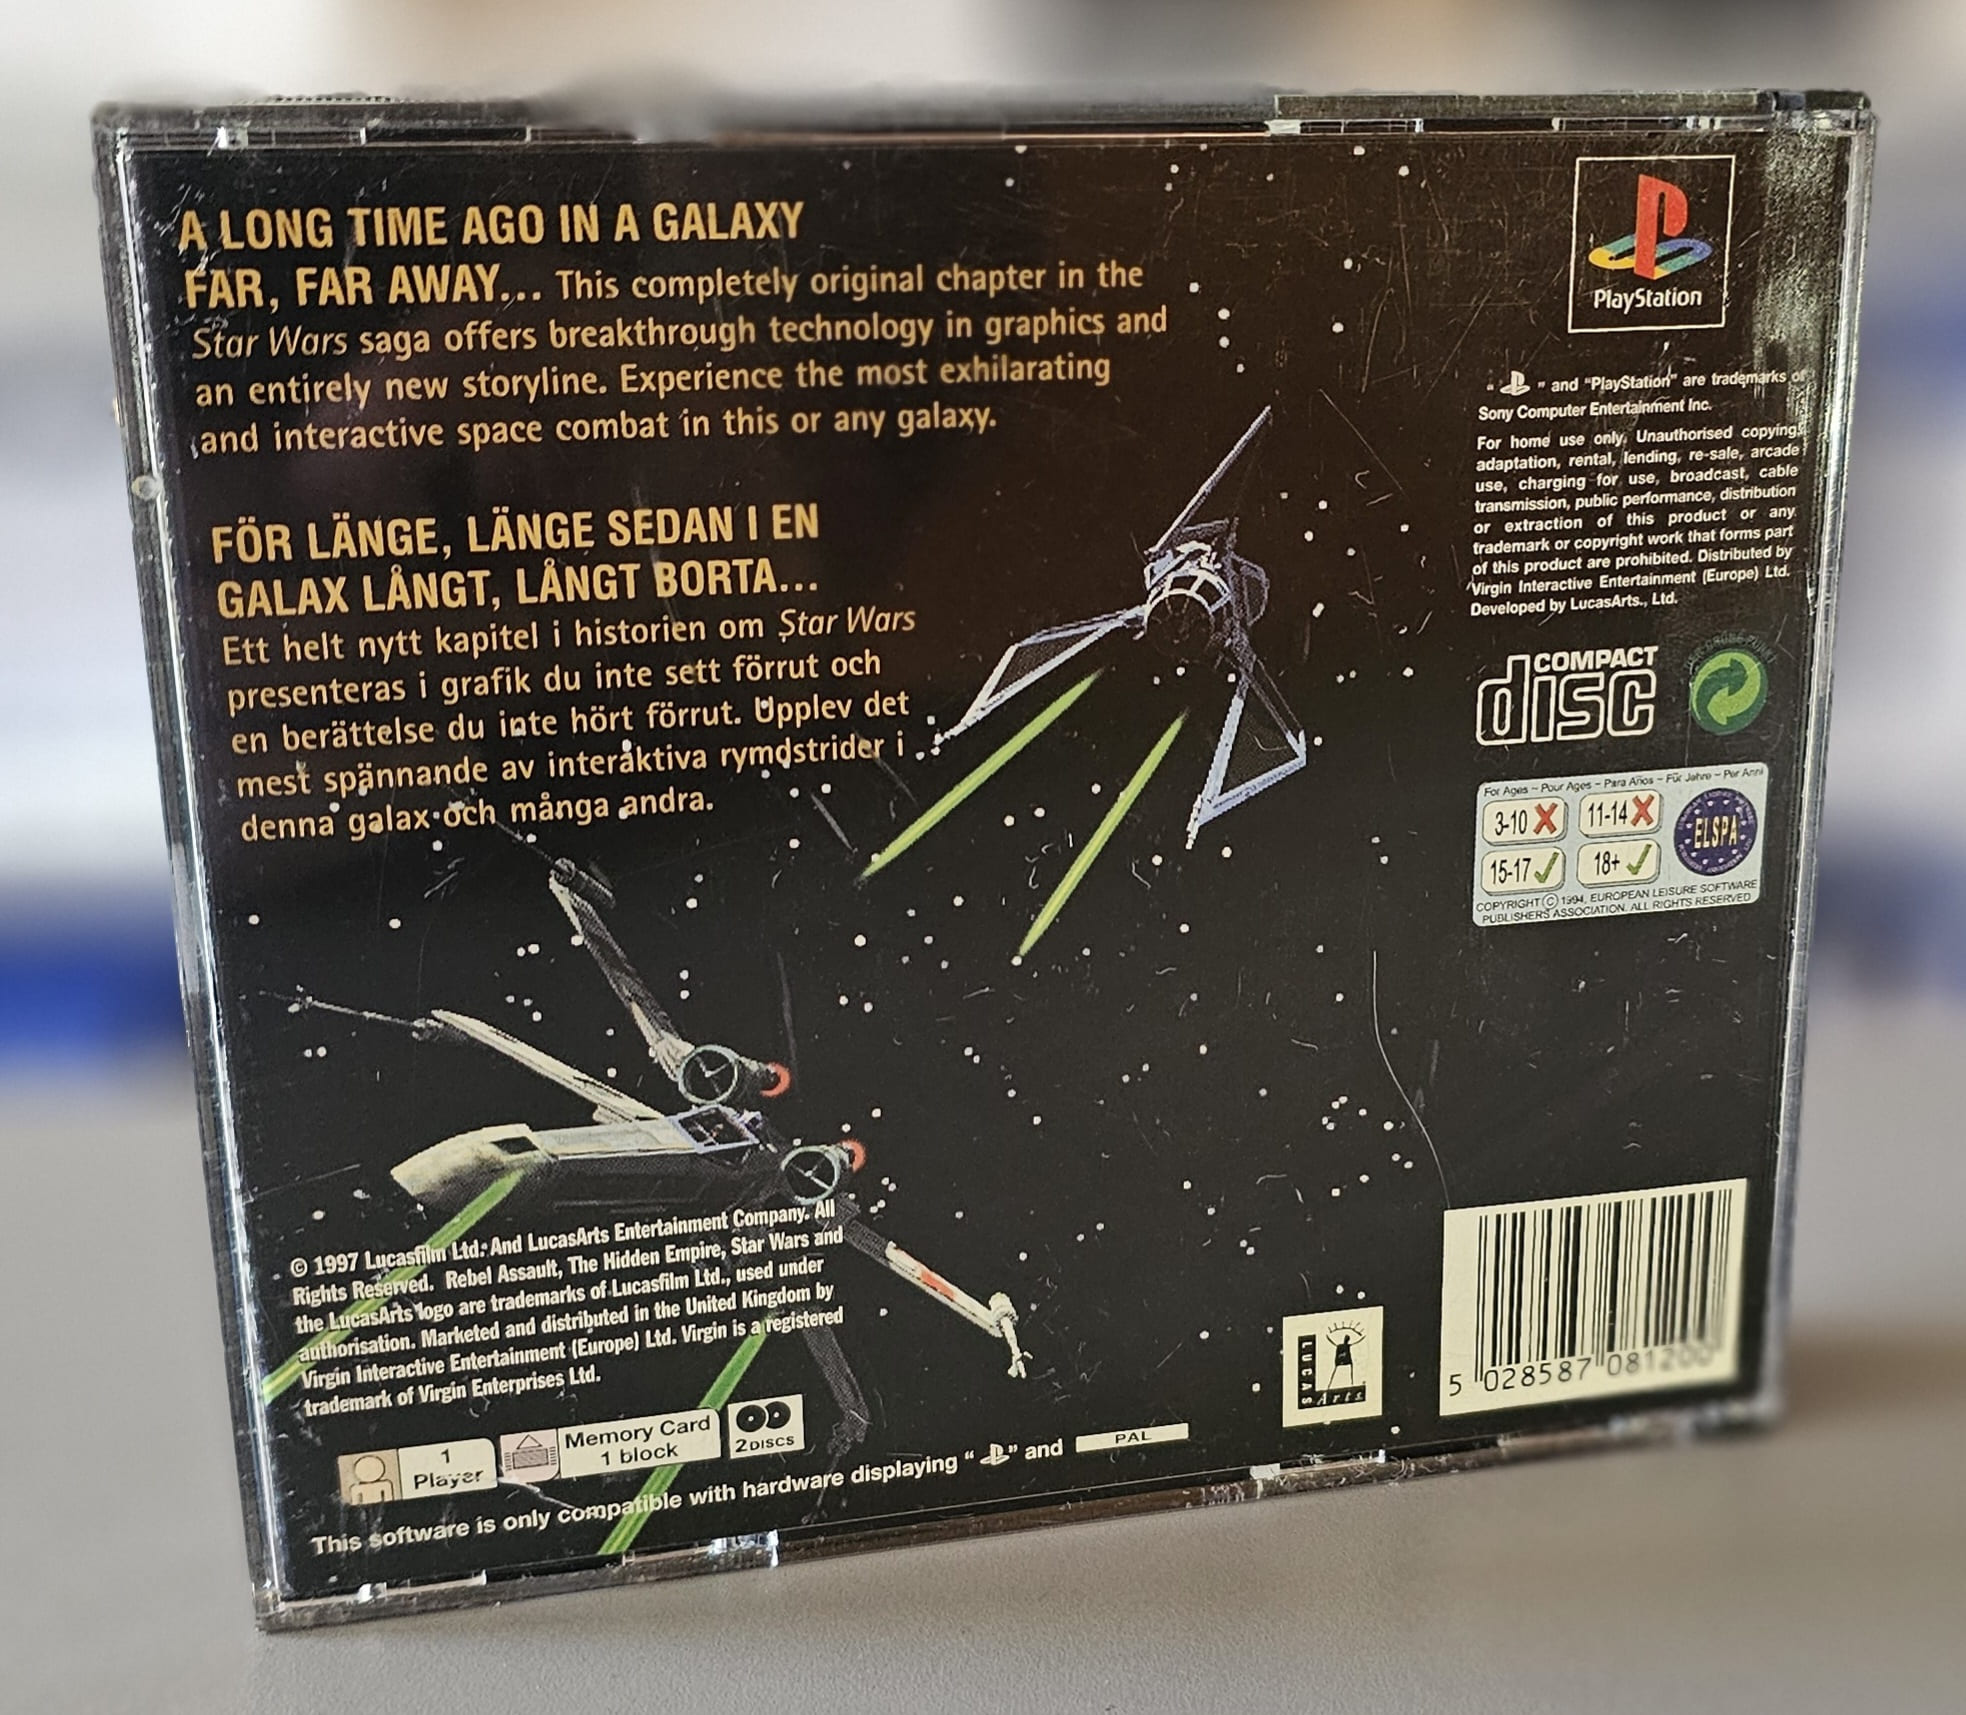 A LONG TIME AGO IN A GALAXY
FAR, FAR AWAY... This completely original chapter in the
Star Wars saga offers breakthrough technology in graphics and
an entirely new storyline. Experience the most exhilarating
and interactive space combat in this or any galaxy.
FÖR LÄNGE, LÄNGE SEDAN I EN
GALAX LÅNGT, LÅNGT BORTA...
Ett helt nytt kapitel i historien om Star Wars
presenteras i grafik du inte sett förrut och
en berättelse du inte hört förrut. Upplev det
mest spännande av interaktiva rymdstrider i
denna galax och många andra.
PlayStation
" " and "PlayStation" are trademarks of
Sony Computer Entertainment Inc.
For home use only. Unauthorised copying,
adaptation, rental, lending, re-sale, arcade
use, charging for use, broadcast, cable
transmission, public performance, distribution
or extraction of this product or any
trademark or copyright work that forms part
of this product are prohibited. Distributed by
Virgin Interactive Entertainment (Europe) Ltd.
Developed by LucasArts., Ltd.
COMPACT
disc
For Ages ~ Pour Ages ~ Para Años ~ Für Jahre ~ Per Anni
3-10 11-14
15-17 18+
ELSPA
COPYRIGHT © 1994, EUROPEAN LEISURE SOFTWARE
PUBLISHERS ASSOCIATION. ALL RIGHTS RESERVED
© 1997 Lucasfilm Ltd. And LucasArts Entertainment Company. All
Rights Reserved. Rebel Assault, The Hidden Empire, Star Wars and
the LucasArts logo are trademarks of Lucasfilm Ltd., used under
authorisation. Marketed and distributed in the United Kingdom by
Virgin Interactive Entertainment (Europe) Ltd. Virgin is a registered
trademark of Virgin Enterprises Ltd.
1
Player
Memory Card
1 block
2 DISCS
This software is only compatible with hardware displaying " " and PAL
LUCAS
Arts
5 028587 081200